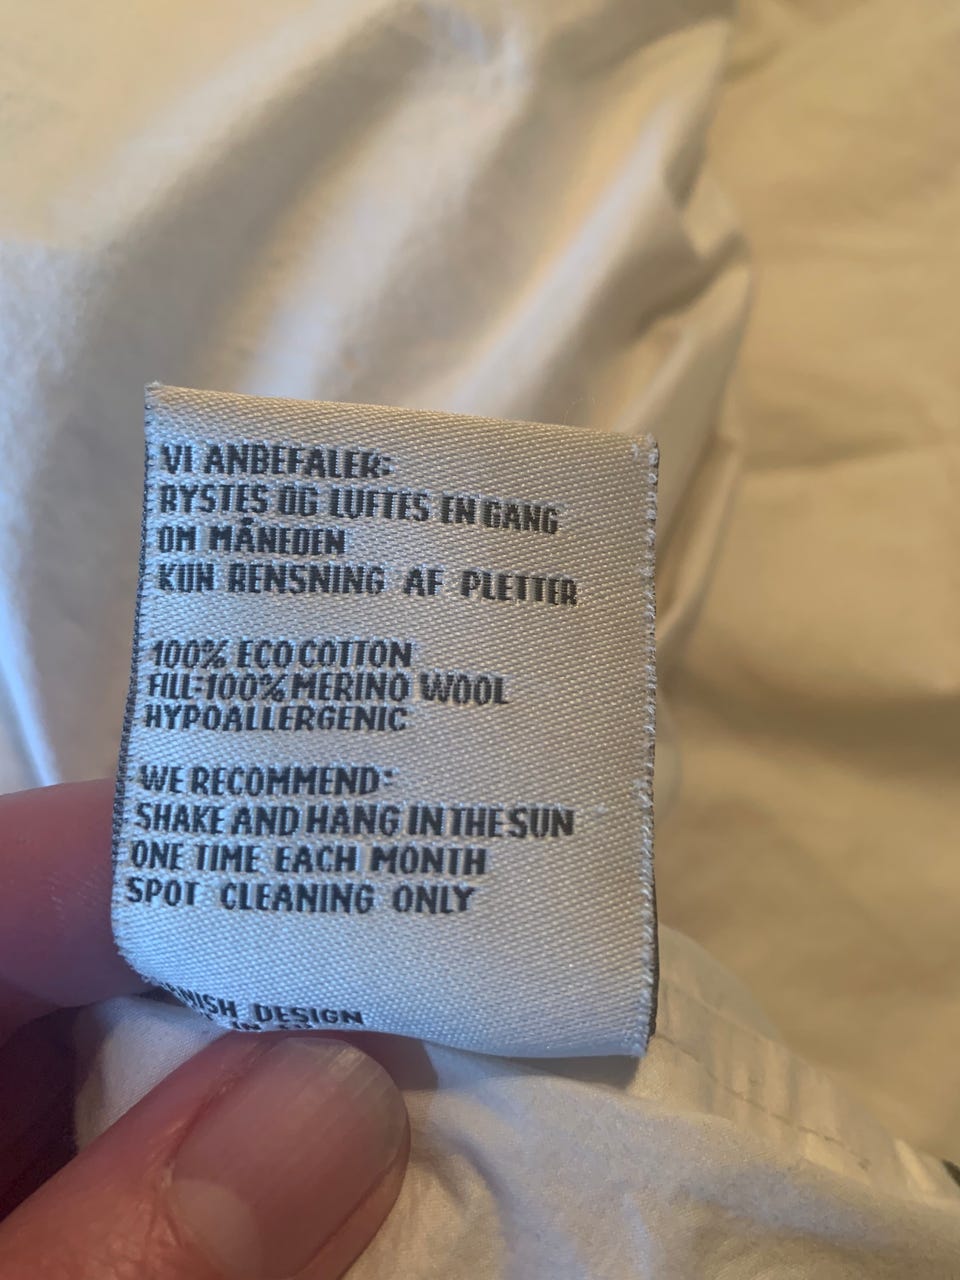 VI ANBEFALER:
RYSTES OG LUFTES EN GANG
OM MÅNEDEN
KUN RENSNING AF PLETTER
100% ECO COTTON
FILL:100% MERINO WOOL
HYPOALLERGENIC
WE RECOMMEND:
SHAKE AND HANG IN THE SUN
ONE TIME EACH MONTH
SPOT CLEANING ONLY
DESIGN